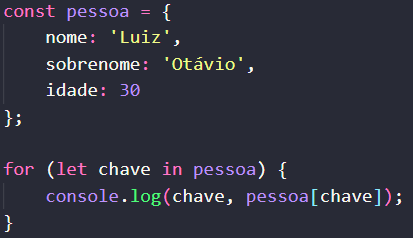 const pessoa = {
    nome: 'Luiz',
    sobrenome: 'Otávio',
    idade: 30
};

for (let chave in pessoa) {
    console.log(chave, pessoa[chave]);
}